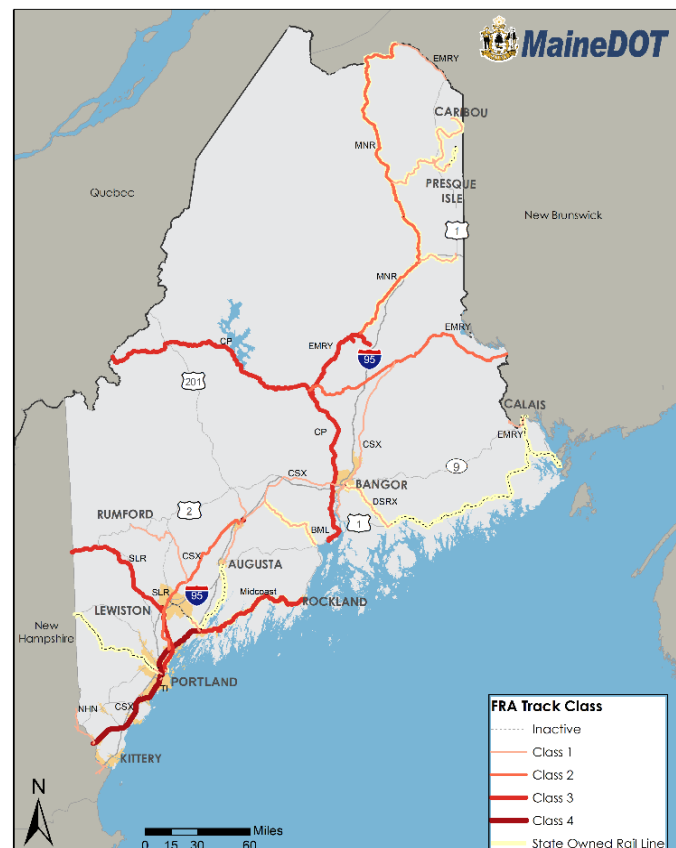 MaineDOT
EMRY
CARIBOU
MNR
PRESQUE
ISLE
Quebec
New Brunswick
1
MNR
EMRY
CP
EMRY
95
201
CALAIS
EMRY
CP
CSX
9
CSX
BANGOR
DSRX
2
RUMFORD
1
BML
CSX
SLR
AUGUSTA
SLR
95
Midcoast
LEWISTON
ROCKLAND
New
Hampshire
PORTLAND
TI
NHN
CSX
KITTERY
FRA Track Class
Inactive
Class 1
Class 2
Class 3
Class 4
State Owned Rail Line
N
Miles
0 15 30 60